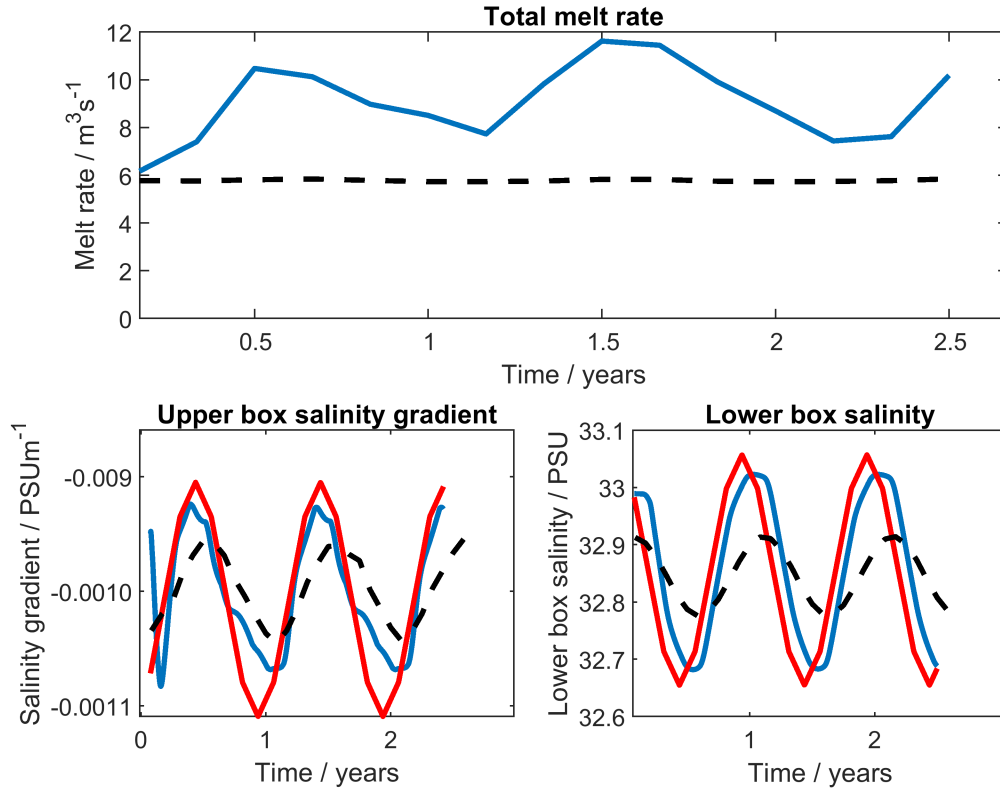 Total melt rate
Melt rate / m³s⁻¹
12
10
8
6
4
2
0
0.5
1
1.5
2
2.5
Time / years
Upper box salinity gradient
Salinity gradient / PSUm⁻¹
-0.009
-0.0010
-0.0011
0
1
2
Time / years
Lower box salinity
Lower box salinity / PSU
33.1
33
32.9
32.8
32.7
32.6
1
2
Time / years